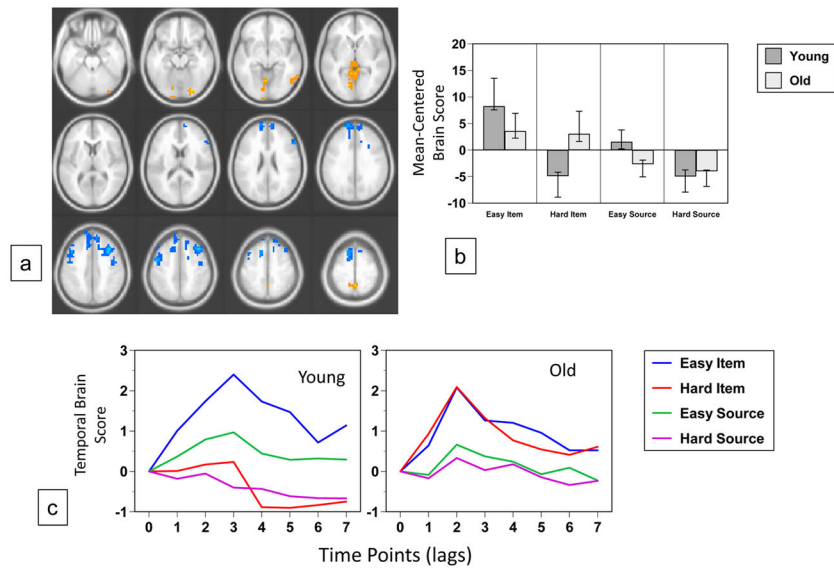 a
Mean-Centered
Brain Score
20
15
10
5
0
-5
-10
Easy Item
Hard Item
Easy Source
Hard Source
Young
Old
b
Temporal Brain
Score
3
2
1
0
-1
Young
0 1 2 3 4 5 6 7
3
2
1
0
-1
Old
0 1 2 3 4 5 6 7
Easy Item
Hard Item
Easy Source
Hard Source
c
Time Points (lags)